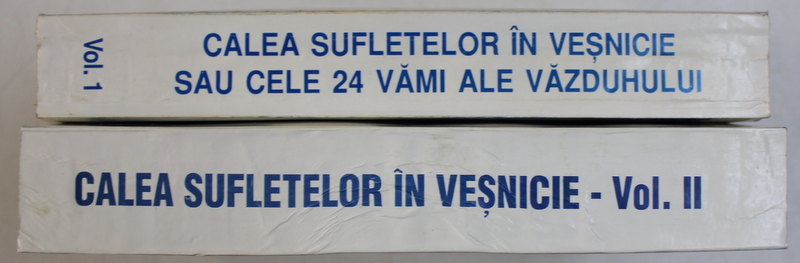 Vol. 1
CALEA SUFLETELOR ÎN VEȘNICIE
SAU CELE 24 VĂMI ALE VĂZDUHULUI
CALEA SUFLETELOR ÎN VEȘNICIE - Vol. II